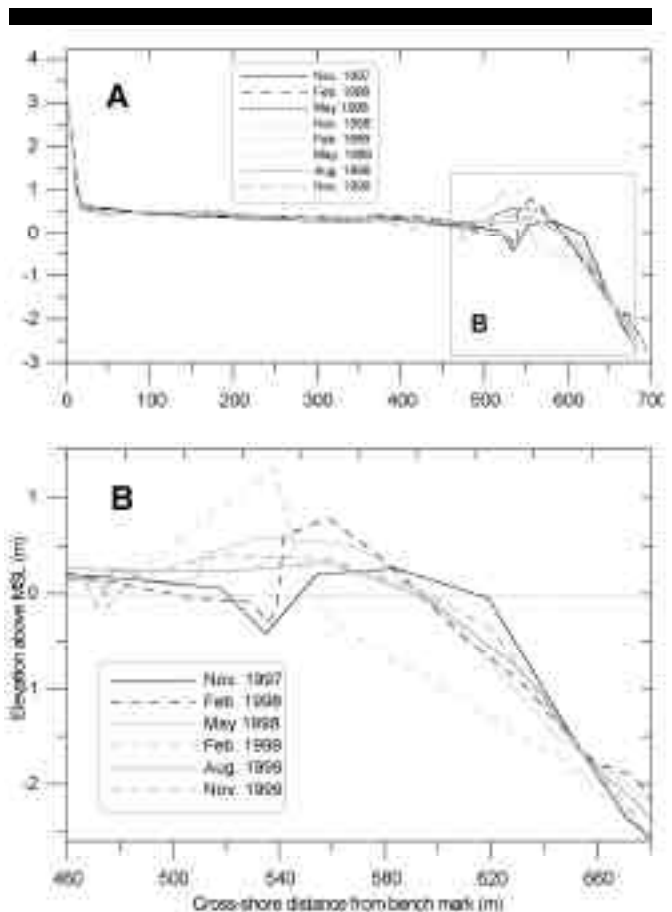 4
3
2
1
0
-1
-2
-3
A
Nov. 1997
Feb. 1998
May 1998
Nov. 1998
Feb. 1999
May 1999
Aug. 1999
Nov. 1999
B
0 100 200 300 400 500 600 700
B
1
0
-1
-2
Elevation above MSL (m)
Nov. 1997
Feb. 1998
May 1998
Feb. 1999
Aug. 1999
Nov. 1999
460 500 540 580 620 660
Cross-shore distance from bench mark (m)